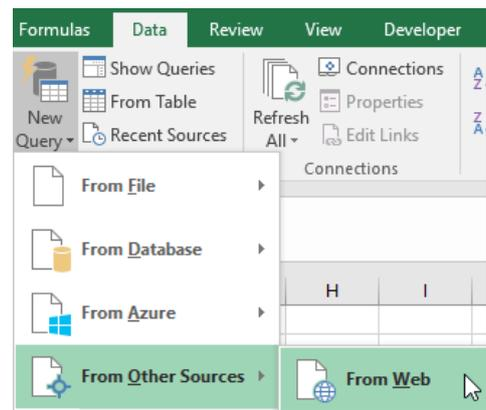 Formulas Data Review View Developer
Show Queries
From Table
Recent Sources
New
Query
Connections
Properties
Edit Links
Refresh
All
Connections
A
Z
Z
A
From File
H I
From Database
From Azure
From Other Sources
From Web